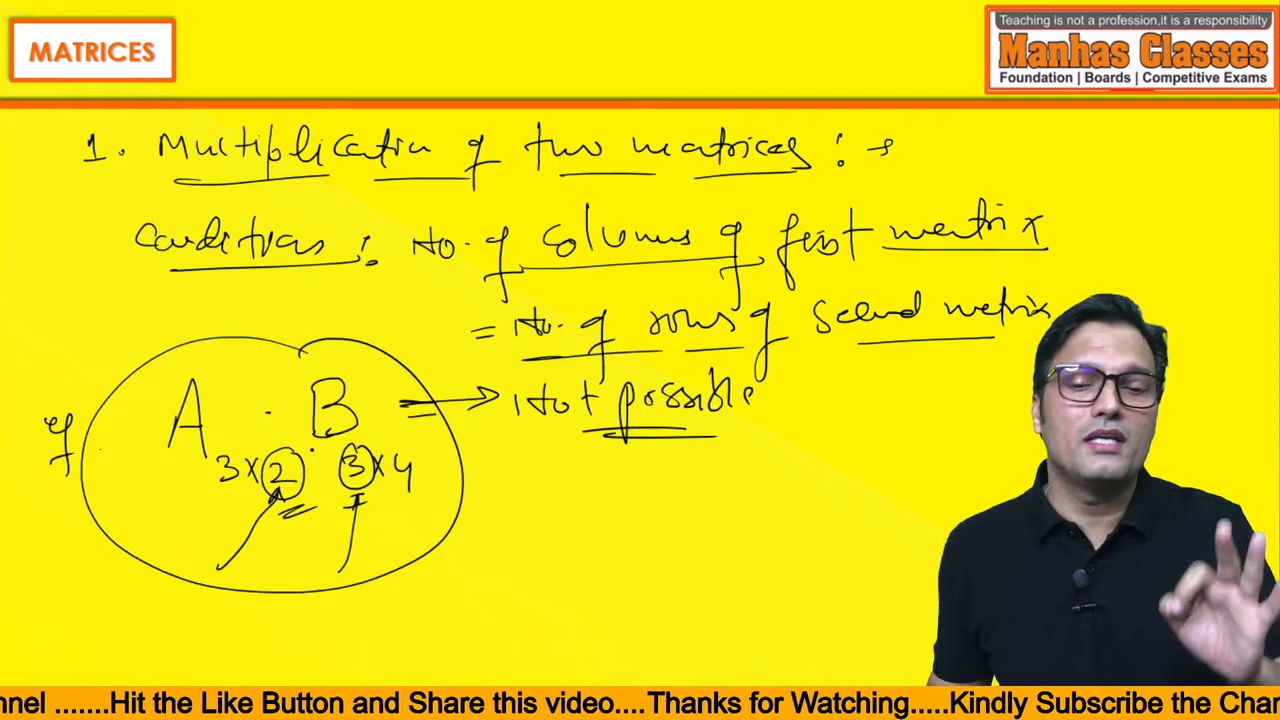 MATRICES
Teaching is not a profession,it is a responsibility
Manhas Classes
Foundation | Boards | Competitive Exams
1. Multiplication of two matrices : →
Conditions : No. of columns of first matrix
= No. of rows of second matrix
eg A . B → Not possible
3×2 3×4
nnel .......Hit the Like Button and Share this video....Thanks for Watching.....Kindly Subscribe the Chan